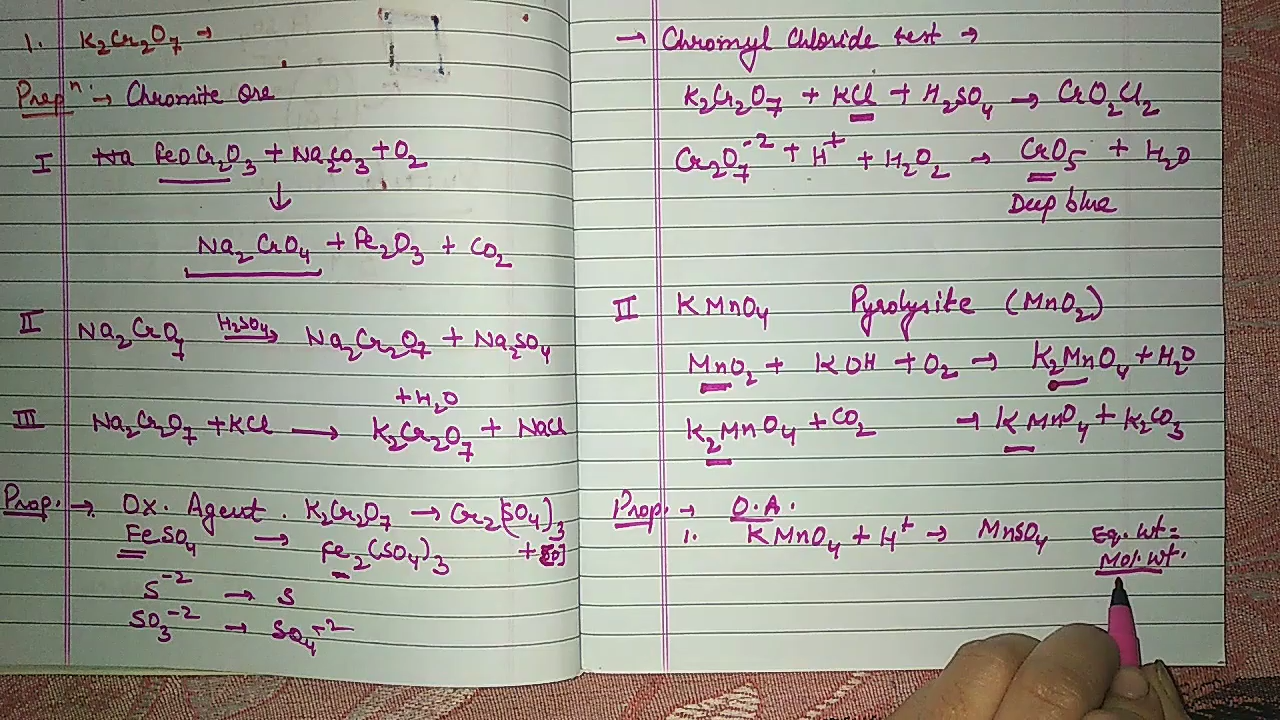 1. K2Cr2O7 →
Prepⁿ :→ Chromite ore
I FeOCr2O3 + Na2CO3 + O2
↓
Na2CrO4 + Fe2O3 + CO2
II Na2CrO4 H2SO4→ Na2Cr2O7 + Na2SO4
+ H2O
III Na2Cr2O7 + KCl → K2Cr2O7 + NaCl
Prop. → Ox. Agent. K2Cr2O7 → Cr2(SO4)3
FeSO4 → Fe2(SO4)3 +
S⁻² → S
SO3⁻² → SO4⁻²
→ Chromyl Chloride test →
K2Cr2O7 + KCl + H2SO4 → CrO2Cl2
Cr2O7⁻² + H⁺ + H2O2 → CrO5 + H2O
Deep blue
II KMnO4 Pyrolysite (MnO2)
MnO2 + KOH + O2 → K2MnO4 + H2O
K2MnO4 + CO2 → KMnO4 + K2CO3
Prop. → O.A.
1. KMnO4 + H⁺ → MnSO4 Eq. wt =
Mol. wt.